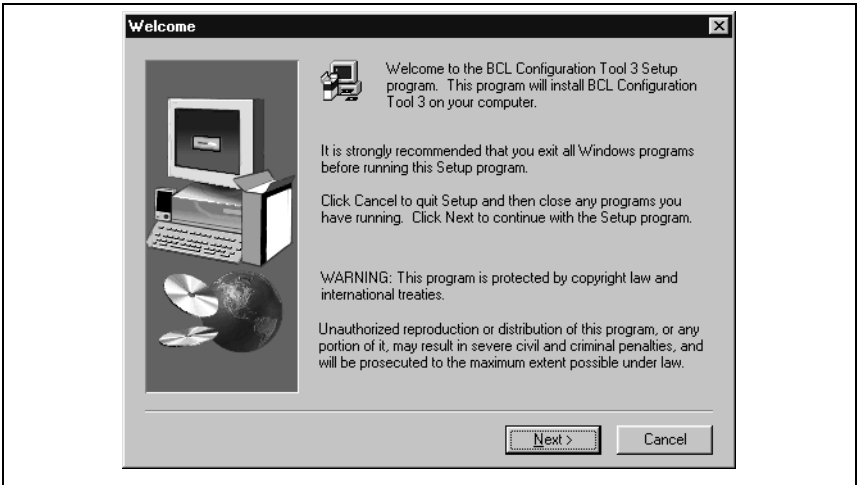 Welcome
Welcome to the BCL Configuration Tool 3 Setup
program. This program will install BCL Configuration
Tool 3 on your computer.
It is strongly recommended that you exit all Windows programs
before running this Setup program.
Click Cancel to quit Setup and then close any programs you
have running. Click Next to continue with the Setup program.
WARNING: This program is protected by copyright law and
international treaties.
Unauthorized reproduction or distribution of this program, or any
portion of it, may result in severe civil and criminal penalties, and
will be prosecuted to the maximum extent possible under law.
Next >
Cancel